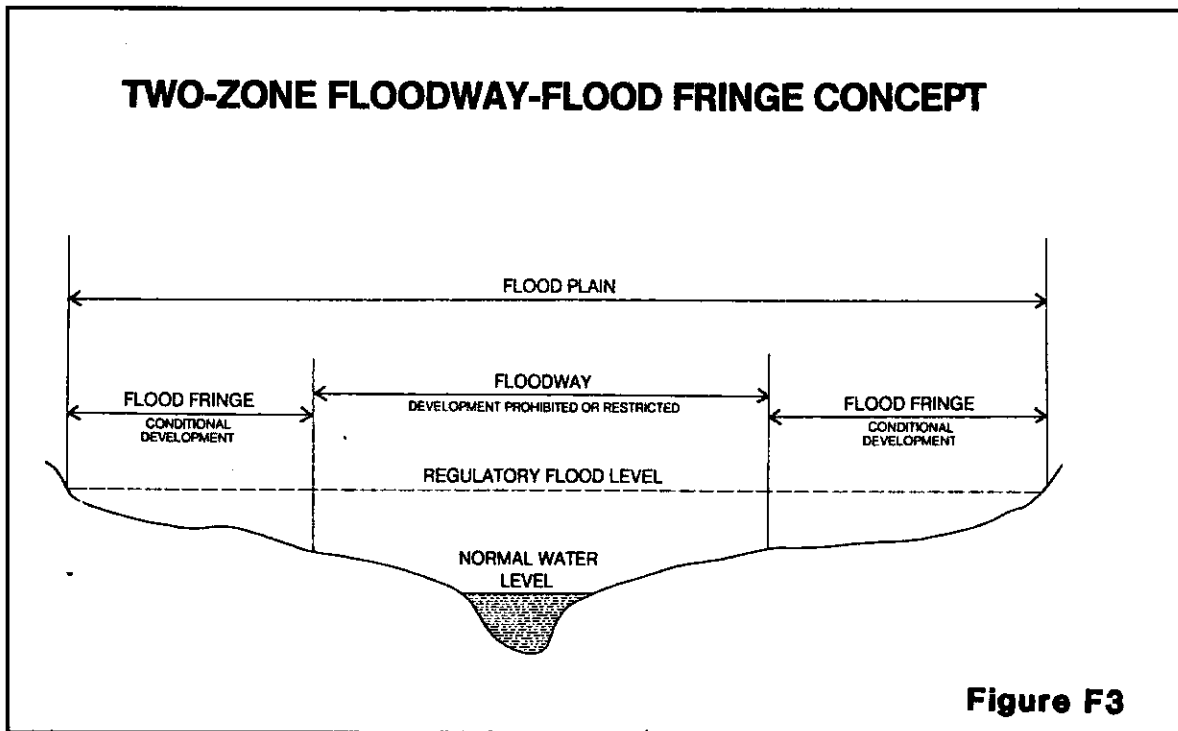 TWO-ZONE FLOODWAY-FLOOD FRINGE CONCEPT
FLOOD PLAIN
FLOODWAY
DEVELOPMENT PROHIBITED OR RESTRICTED
FLOOD FRINGE
CONDITIONAL
DEVELOPMENT
FLOOD FRINGE
CONDITIONAL
DEVELOPMENT
REGULATORY FLOOD LEVEL
NORMAL WATER
LEVEL
Figure F3